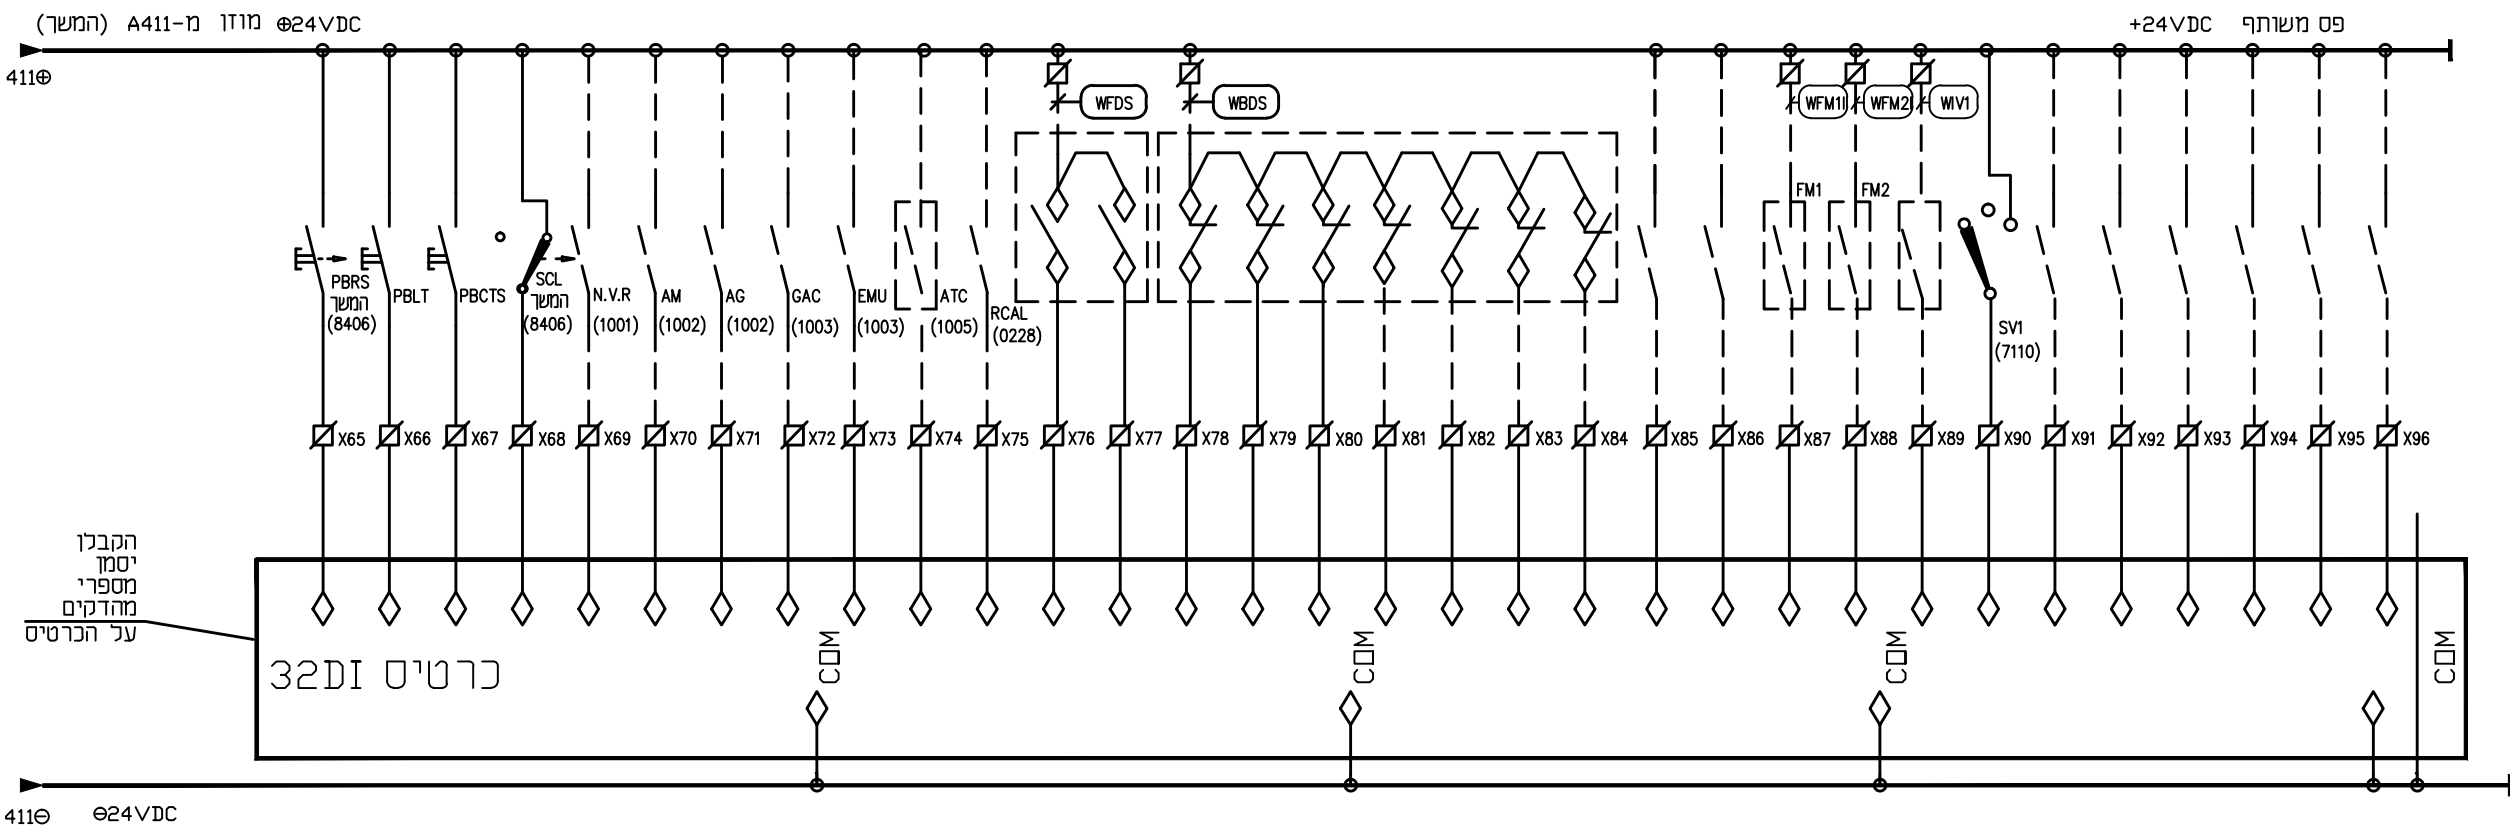 ⊕24VDC מוזן מ-A411 (המשך)
+24VDC פס משותף
411⊕
WFDS
WBDS
WFM1
WFM2
WIV1
FM1
FM2
PBRS
המשך
(8406)
PBLT
PBCTS
SCL
המשך
(8406)
N.V.R
(1001)
AM
(1002)
AG
(1002)
GAC
(1003)
EMU
(1003)
ATC
(1005)
RCAL
(0228)
SV1
(7110)
X65
X66
X67
X68
X69
X70
X71
X72
X73
X74
X75
X76
X77
X78
X79
X80
X81
X82
X83
X84
X85
X86
X87
X88
X89
X90
X91
X92
X93
X94
X95
X96
הקבלן
יסמן
מספרי
מהדקים
על הכרטיס
כרטיס 32DI
COM
COM
COM
COM
411⊖
⊖24VDC